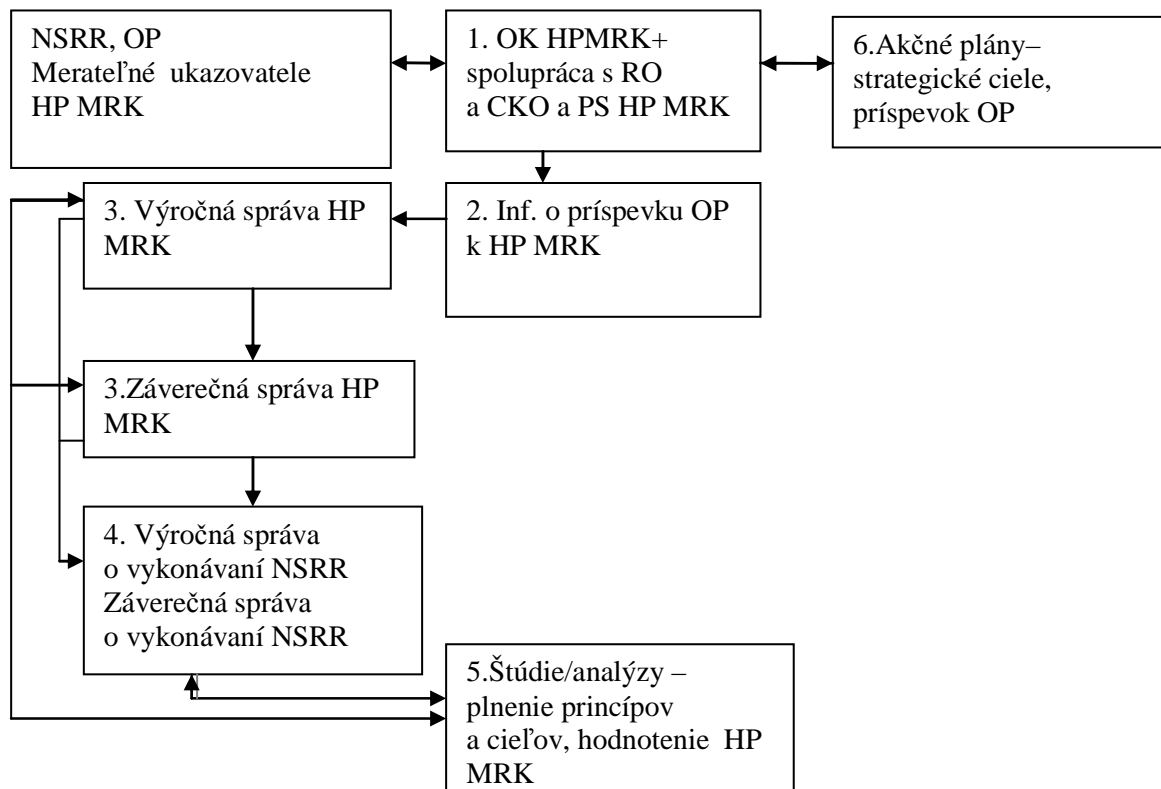 NSRR, OP
Merateľné ukazovatele
HP MRK
1. OK HPMRK+
spolupráca s RO
a CKO a PS HP MRK
6.Akčné plány–
strategické ciele,
príspevok OP
3. Výročná správa HP
MRK
2. Inf. o príspevku OP
k HP MRK
3.Záverečná správa HP
MRK
4. Výročná správa
o vykonávaní NSRR
Záverečná správa
o vykonávaní NSRR
5.Štúdie/analýzy –
plnenie princípov
a cieľov, hodnotenie HP
MRK